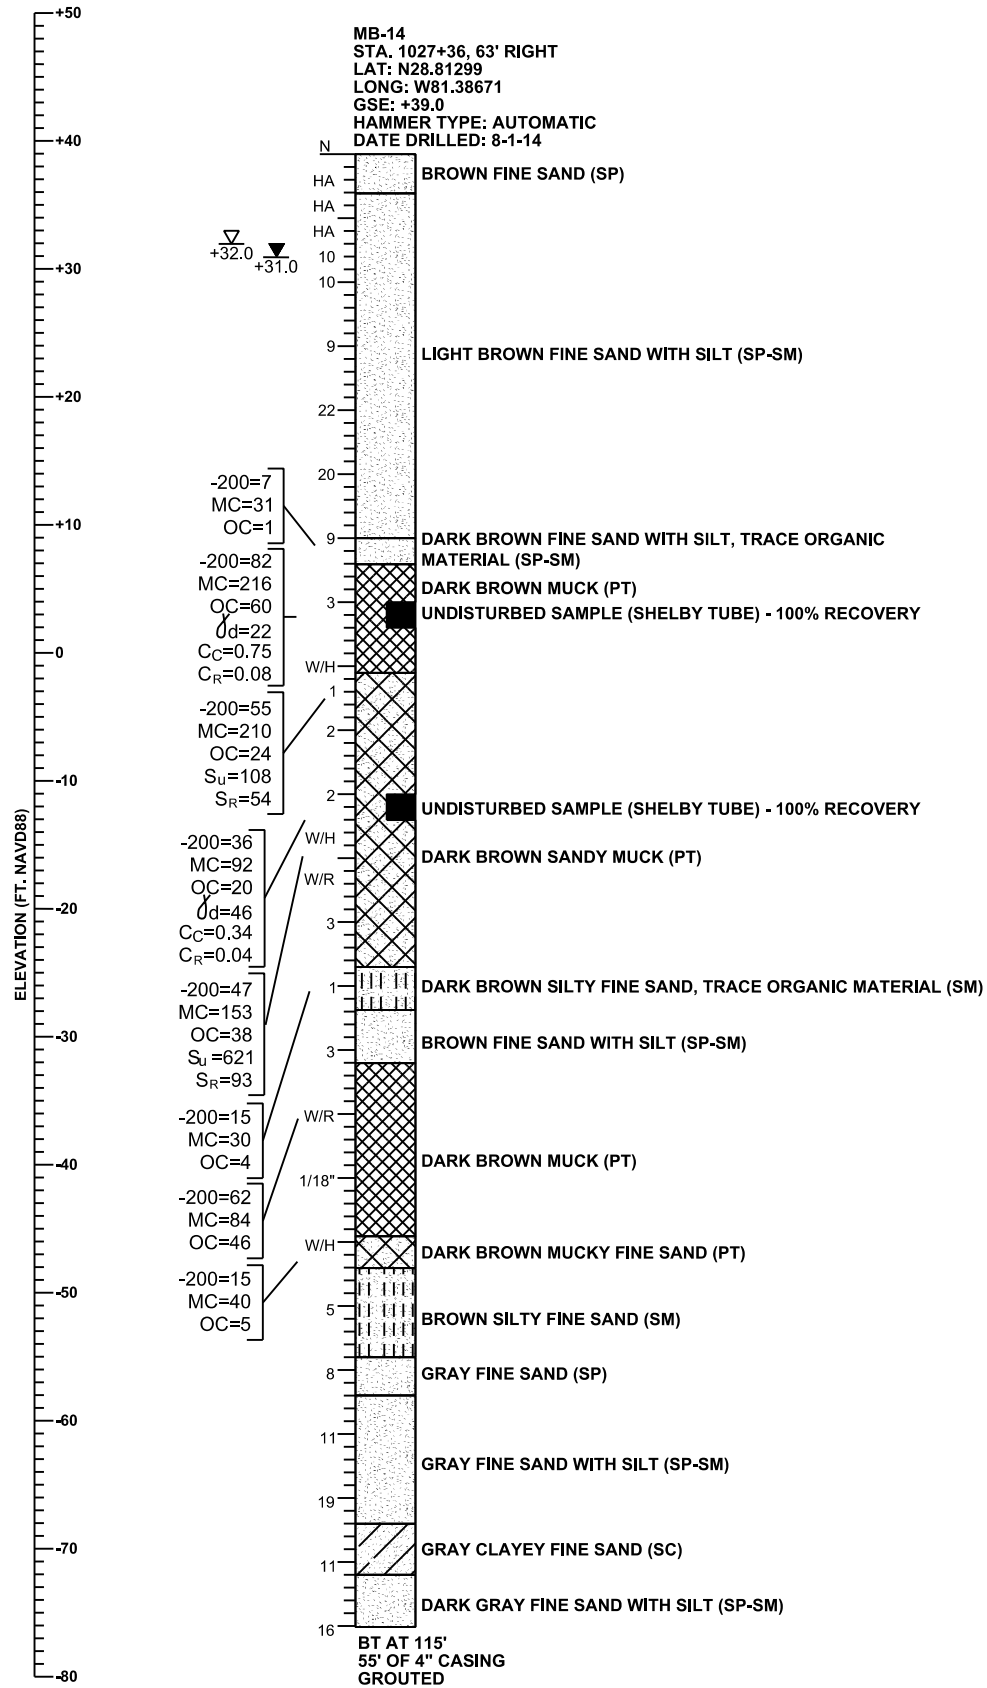 +50
MB-14
STA. 1027+36, 63' RIGHT
LAT: N28.81299
LONG: W81.38671
GSE: +39.0
HAMMER TYPE: AUTOMATIC
DATE DRILLED: 8-1-14
+40
N
BROWN FINE SAND (SP)
HA
HA
HA
+32.0
+31.0
10
10
+30
9
LIGHT BROWN FINE SAND WITH SILT (SP-SM)
+20
22
20
-200=7
MC=31
OC=1
+10
9
DARK BROWN FINE SAND WITH SILT, TRACE ORGANIC
MATERIAL (SP-SM)
-200=82
MC=216
OC=60
γd=22
CC=0.75
CR=0.08
DARK BROWN MUCK (PT)
3
UNDISTURBED SAMPLE (SHELBY TUBE) - 100% RECOVERY
0
W/H
1
-200=55
MC=210
OC=24
Su=108
SR=54
2
-10
2
UNDISTURBED SAMPLE (SHELBY TUBE) - 100% RECOVERY
ELEVATION (FT. NAVD88)
-200=36
MC=92
OC=20
γd=46
CC=0.34
CR=0.04
W/H
DARK BROWN SANDY MUCK (PT)
W/R
-20
3
-200=47
MC=153
OC=38
Su=621
SR=93
1
DARK BROWN SILTY FINE SAND, TRACE ORGANIC MATERIAL (SM)
-30
3
BROWN FINE SAND WITH SILT (SP-SM)
-200=15
MC=30
OC=4
W/R
-40
DARK BROWN MUCK (PT)
1/18"
-200=62
MC=84
OC=46
W/H
DARK BROWN MUCKY FINE SAND (PT)
-200=15
MC=40
OC=5
-50
5
BROWN SILTY FINE SAND (SM)
8
GRAY FINE SAND (SP)
-60
11
GRAY FINE SAND WITH SILT (SP-SM)
19
-70
11
GRAY CLAYEY FINE SAND (SC)
DARK GRAY FINE SAND WITH SILT (SP-SM)
16
BT AT 115'
55' OF 4" CASING
GROUTED
-80